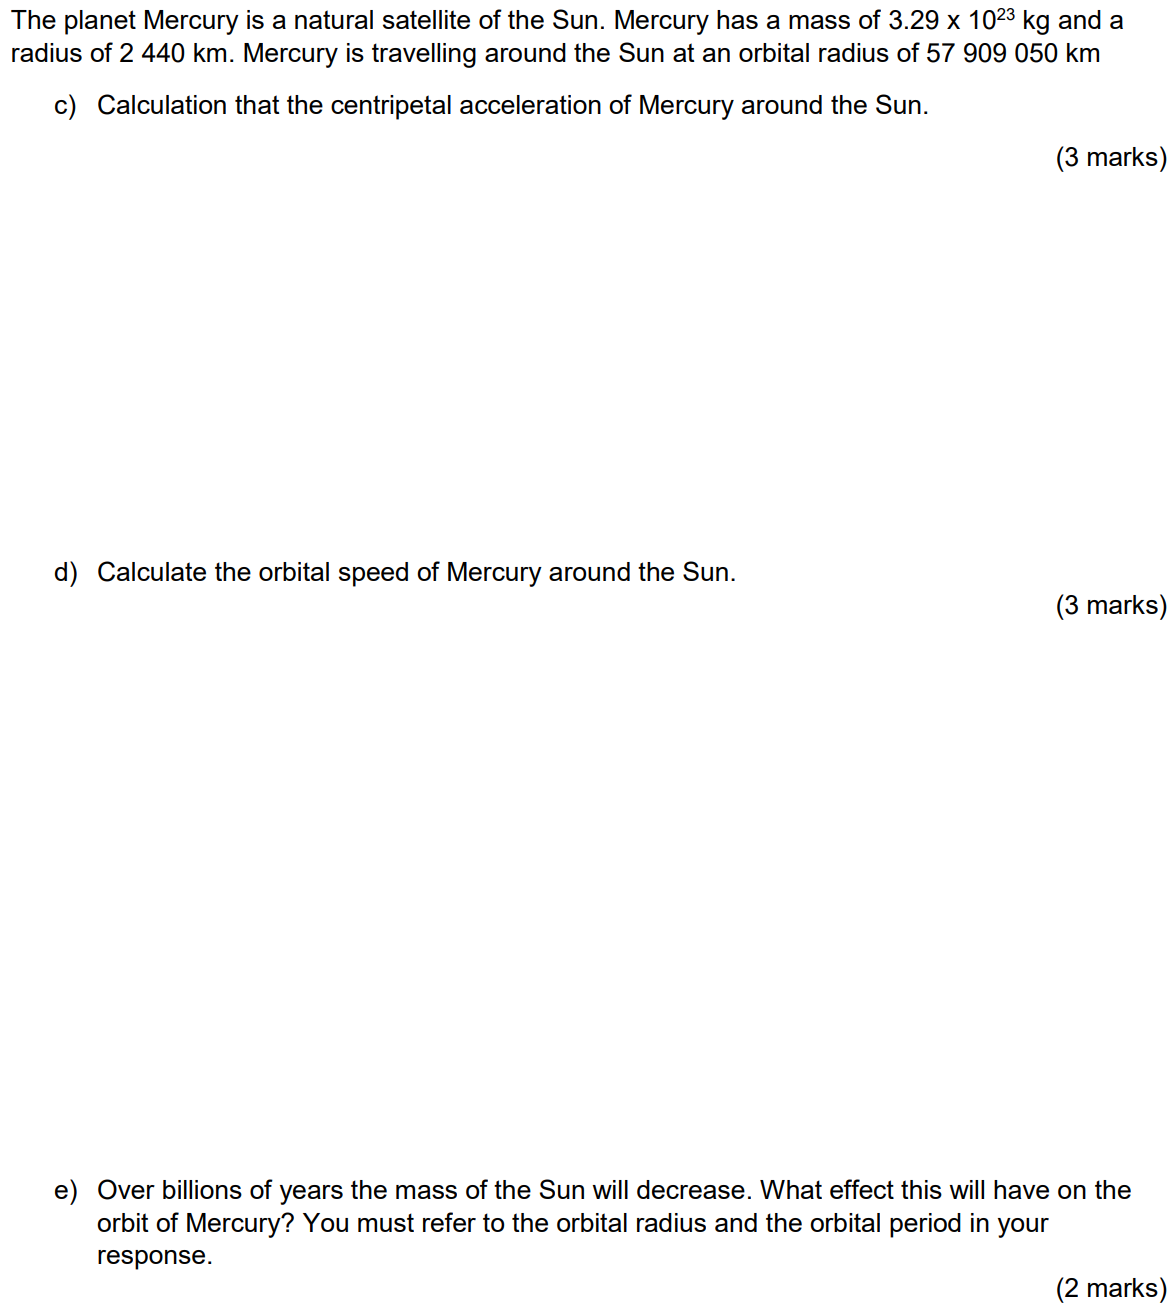 The planet Mercury is a natural satellite of the Sun. Mercury has a mass of 3.29 x 10²³ kg and a
radius of 2 440 km. Mercury is travelling around the Sun at an orbital radius of 57 909 050 km
c) Calculation that the centripetal acceleration of Mercury around the Sun.
(3 marks)
d) Calculate the orbital speed of Mercury around the Sun.
(3 marks)
e) Over billions of years the mass of the Sun will decrease. What effect this will have on the
orbit of Mercury? You must refer to the orbital radius and the orbital period in your
response.
(2 marks)